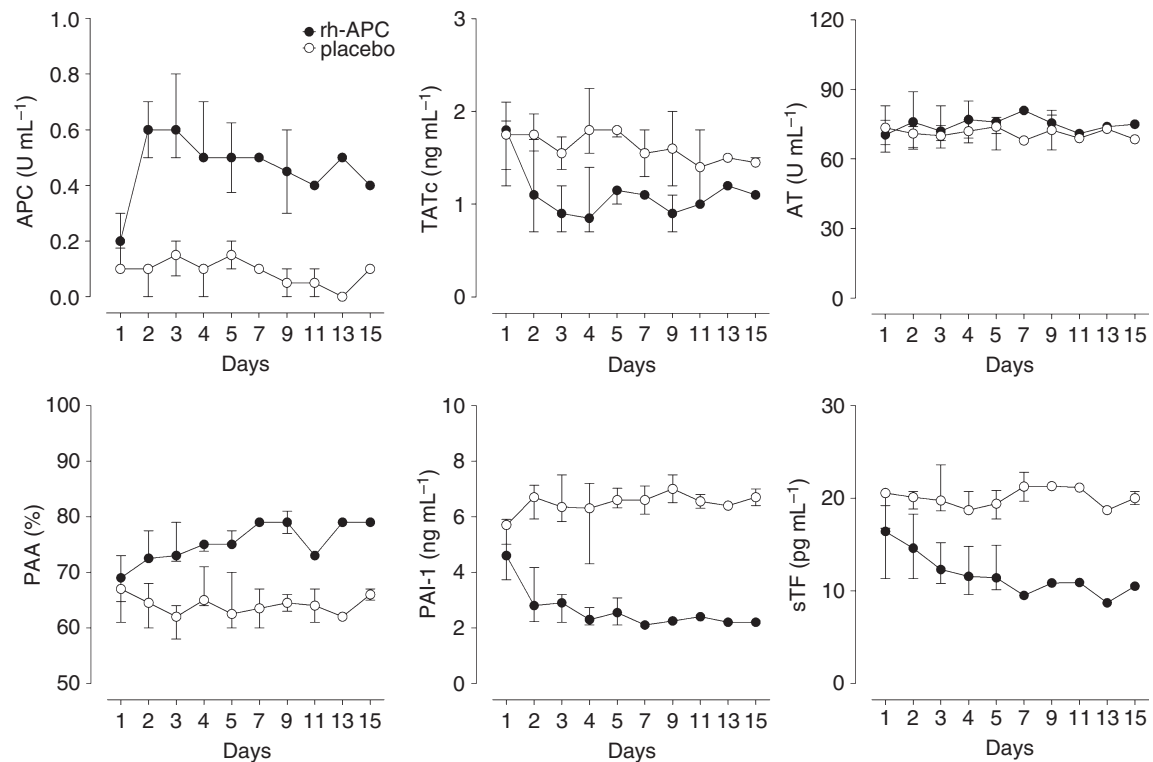 APC (U mL⁻¹)
1.0
0.8
0.6
0.4
0.2
0.0
rh-APC
placebo
1 2 3 4 5 7 9 11 13 15
Days
TATc (ng mL⁻¹)
3
2
1
0
1 2 3 4 5 7 9 11 13 15
Days
AT (U mL⁻¹)
120
90
60
30
0
1 2 3 4 5 7 9 11 13 15
Days
PAA (%)
100
90
80
70
60
50
1 2 3 4 5 7 9 11 13 15
Days
PAI-1 (ng mL⁻¹)
10
8
6
4
2
0
1 2 3 4 5 7 9 11 13 15
Days
sTF (pg mL⁻¹)
30
20
10
0
1 2 3 4 5 7 9 11 13 15
Days